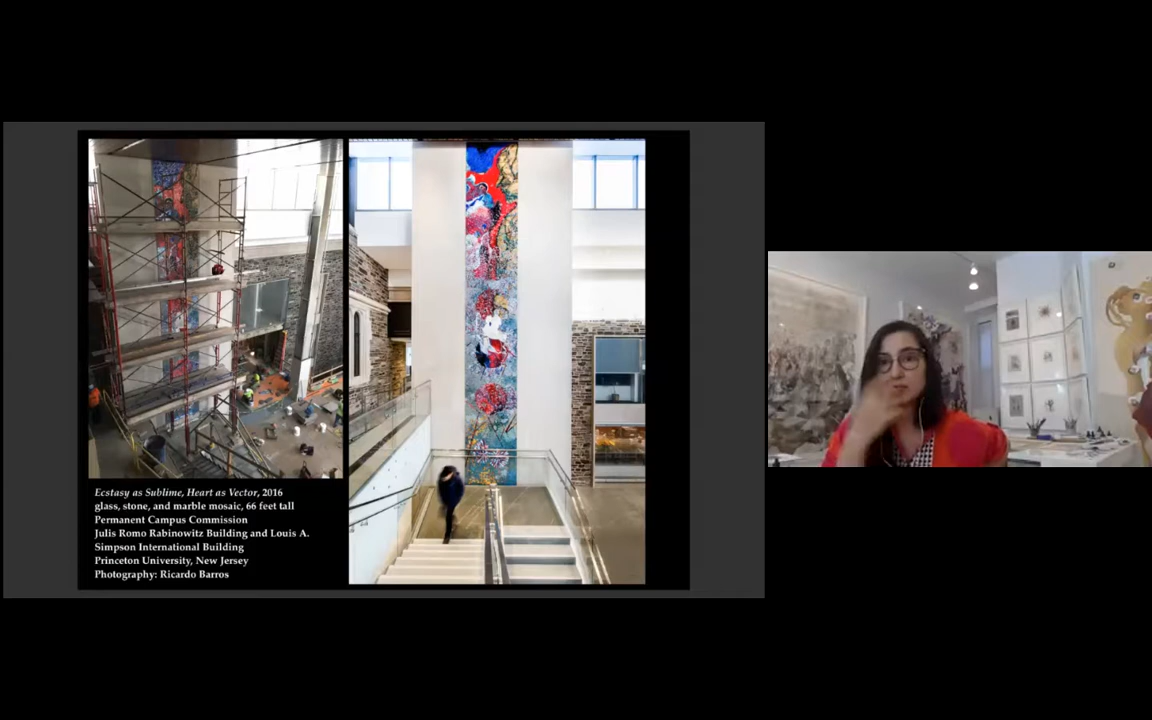 Ecstasy as Sublime, Heart as Vector, 2016
glass, stone, and marble mosaic, 66 feet tall
Permanent Campus Commission
Julis Romo Rabinowitz Building and Louis A.
Simpson International Building
Princeton University, New Jersey
Photography: Ricardo Barros